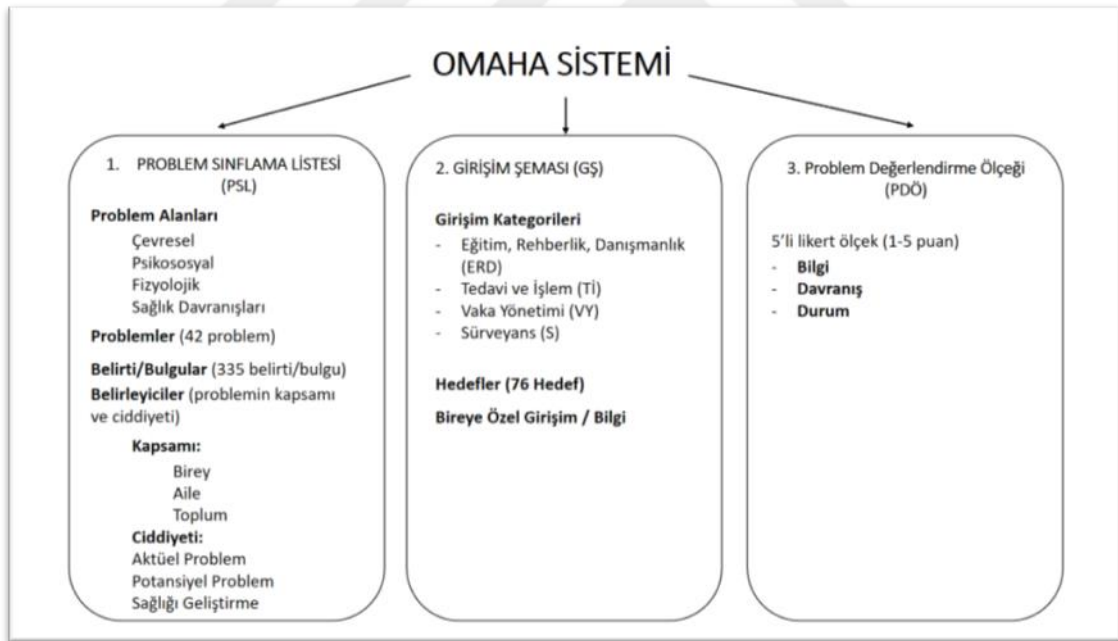 OMAHA SİSTEMİ
1. PROBLEM SINFLAMA LİSTESİ
(PSL)
Problem Alanları
Çevresel
Psikososyal
Fizyolojik
Sağlık Davranışları
Problemler (42 problem)
Belirti/Bulgular (335 belirti/bulgu)
Belirleyiciler (problemin kapsamı
ve ciddiyeti)
Kapsamı:
Birey
Aile
Toplum
Ciddiyeti:
Aktüel Problem
Potansiyel Problem
Sağlığı Geliştirme
2. GİRİŞİM ŞEMASI (GŞ)
Girişim Kategorileri
- Eğitim, Rehberlik, Danışmanlık
(ERD)
- Tedavi ve İşlem (Tİ)
- Vaka Yönetimi (VY)
- Sürveyans (S)
Hedefler (76 Hedef)
Bireye Özel Girişim / Bilgi
3. Problem Değerlendirme Ölçeği
(PDÖ)
5'li likert ölçek (1-5 puan)
- Bilgi
- Davranış
- Durum